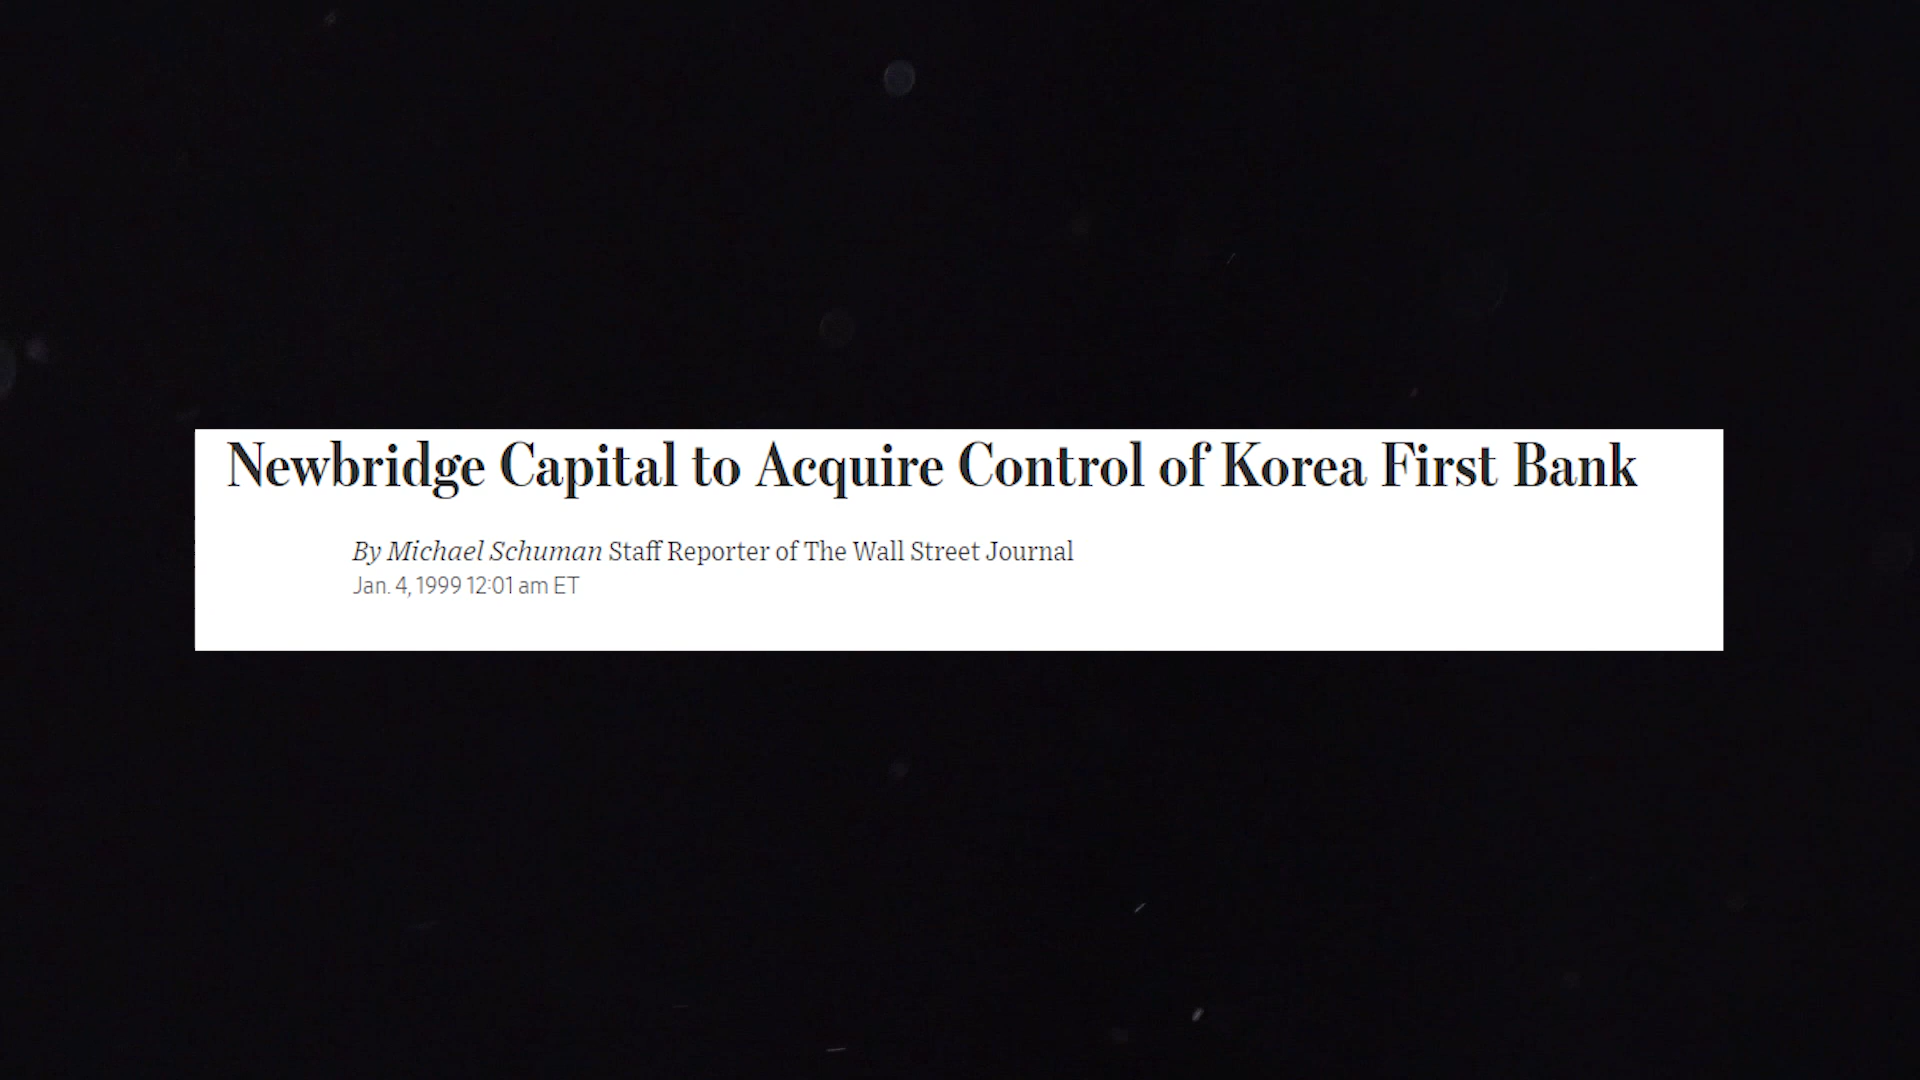 Newbridge Capital to Acquire Control of Korea First Bank
By Michael Schuman Staff Reporter of The Wall Street Journal
Jan. 4, 1999 12:01 am ET